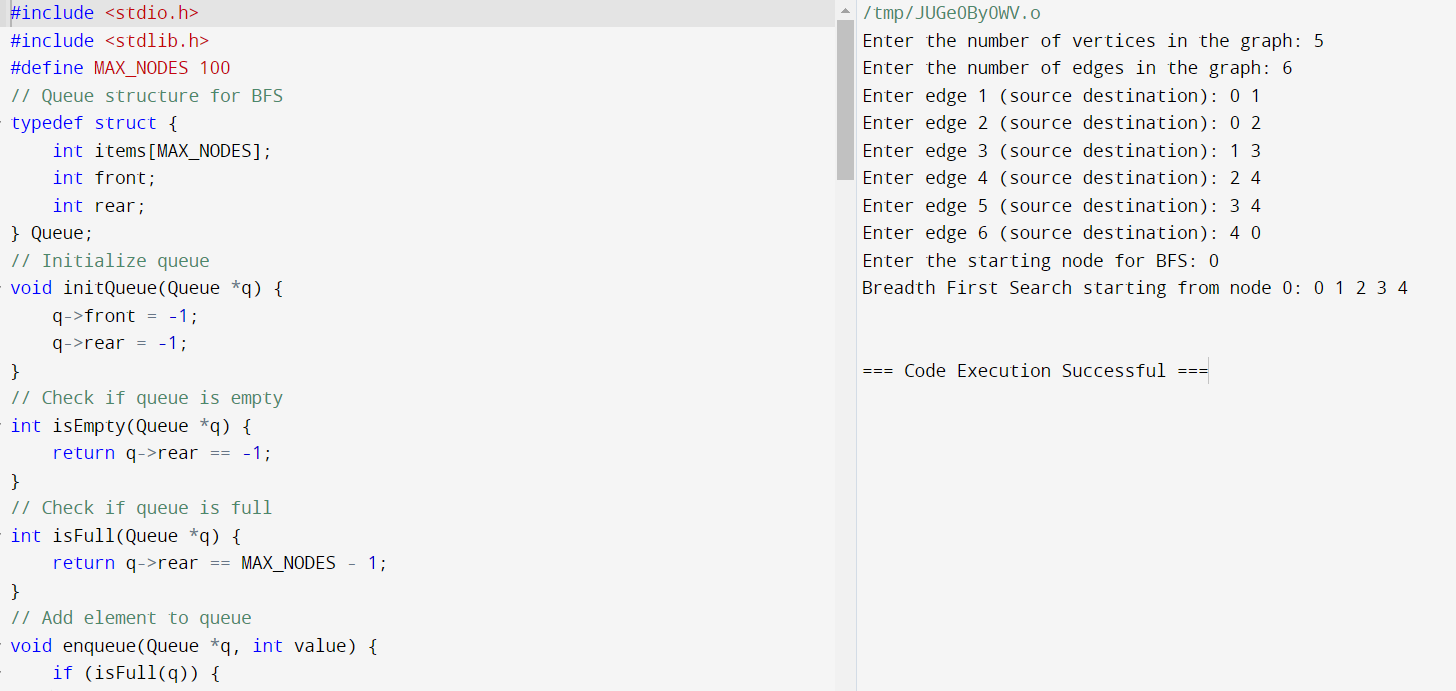 #include <stdio.h>
#include <stdlib.h>
#define MAX_NODES 100
// Queue structure for BFS
typedef struct {
    int items[MAX_NODES];
    int front;
    int rear;
} Queue;
// Initialize queue
void initQueue(Queue *q) {
    q->front = -1;
    q->rear = -1;
}
// Check if queue is empty
int isEmpty(Queue *q) {
    return q->rear == -1;
}
// Check if queue is full
int isFull(Queue *q) {
    return q->rear == MAX_NODES - 1;
}
// Add element to queue
void enqueue(Queue *q, int value) {
    if (isFull(q)) {
/tmp/JUGe0By0WV.o
Enter the number of vertices in the graph: 5
Enter the number of edges in the graph: 6
Enter edge 1 (source destination): 0 1
Enter edge 2 (source destination): 0 2
Enter edge 3 (source destination): 1 3
Enter edge 4 (source destination): 2 4
Enter edge 5 (source destination): 3 4
Enter edge 6 (source destination): 4 0
Enter the starting node for BFS: 0
Breadth First Search starting from node 0: 0 1 2 3 4
=== Code Execution Successful ===